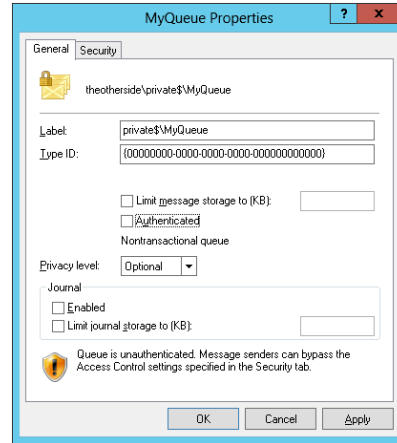 MyQueue Properties
? x
General Security
theotherside\private$\MyQueue
Label: private$\MyQueue
Type ID: {00000000-0000-0000-0000-000000000000}
Limit message storage to (KB):
Authenticated
Nontransactional queue
Privacy level: Optional
Journal
Enabled
Limit journal storage to (KB):
Queue is unauthenticated. Message senders can bypass the
Access Control settings specified in the Security tab.
OK Cancel Apply